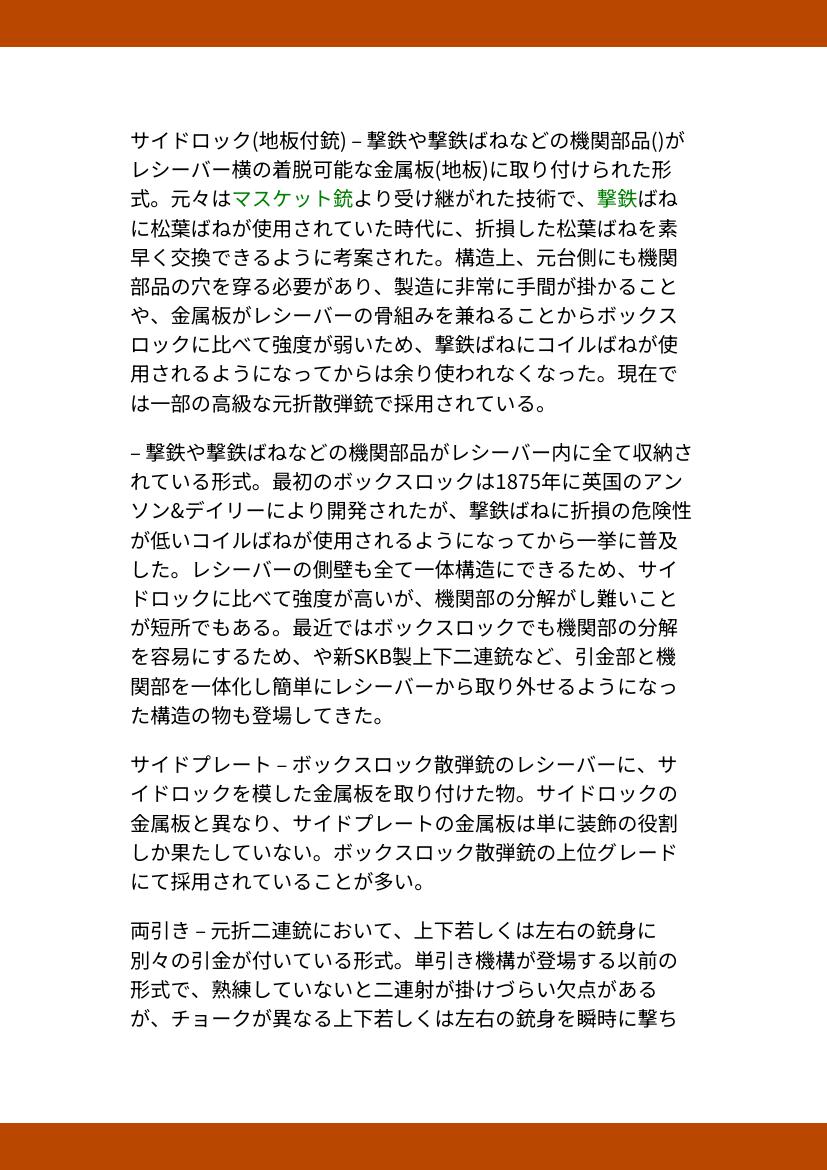 サイドロック(地板付銃) – 撃鉄や撃鉄ばねなどの機関部品()が
レシーバー横の着脱可能な金属板(地板)に取り付けられた形
式。元々はマスケット銃より受け継がれた技術で、撃鉄ばね
に松葉ばねが使用されていた時代に、折損した松葉ばねを素
早く交換できるように考案された。構造上、元台側にも機関
部品の穴を穿る必要があり、製造に非常に手間が掛かること
や、金属板がレシーバーの骨組みを兼ねることからボックス
ロックに比べて強度が弱いため、撃鉄ばねにコイルばねが使
用されるようになってからは余り使われなくなった。現在で
は一部の高級な元折散弾銃で採用されている。
– 撃鉄や撃鉄ばねなどの機関部品がレシーバー内に全て収納さ
れている形式。最初のボックスロックは1875年に英国のアン
ソン&デイリーにより開発されたが、撃鉄ばねに折損の危険性
が低いコイルばねが使用されるようになってから一挙に普及
した。レシーバーの側壁も全て一体構造にできるため、サイ
ドロックに比べて強度が高いが、機関部の分解がし難いこと
が短所でもある。最近ではボックスロックでも機関部の分解
を容易にするため、や新SKB製上下二連銃など、引金部と機
関部を一体化し簡単にレシーバーから取り外せるようになっ
た構造の物も登場してきた。
サイドプレート – ボックスロック散弾銃のレシーバーに、サ
イドロックを模した金属板を取り付けた物。サイドロックの
金属板と異なり、サイドプレートの金属板は単に装飾の役割
しか果たしていない。ボックスロック散弾銃の上位グレード
にて採用されていることが多い。
両引き – 元折二連銃において、上下若しくは左右の銃身に
別々の引金が付いている形式。単引き機構が登場する以前の
形式で、熟練していないと二連射が掛けづらい欠点がある
が、チョークが異なる上下若しくは左右の銃身を瞬時に撃ち